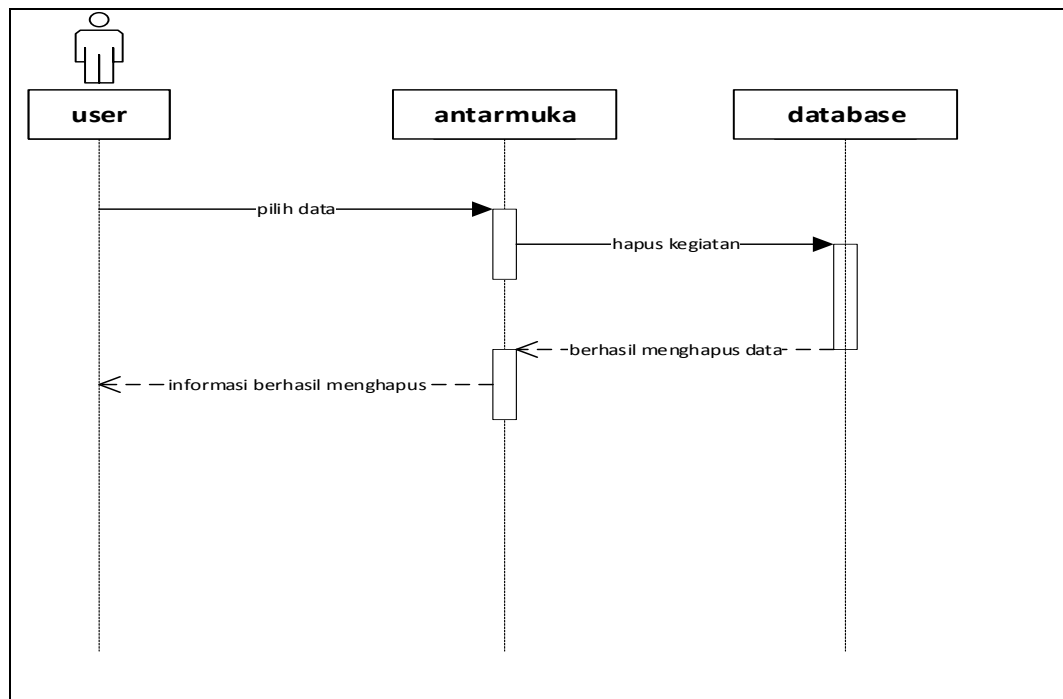 user
antarmuka
database
pilih data
hapus kegiatan
berhasil menghapus data
informasi berhasil menghapus